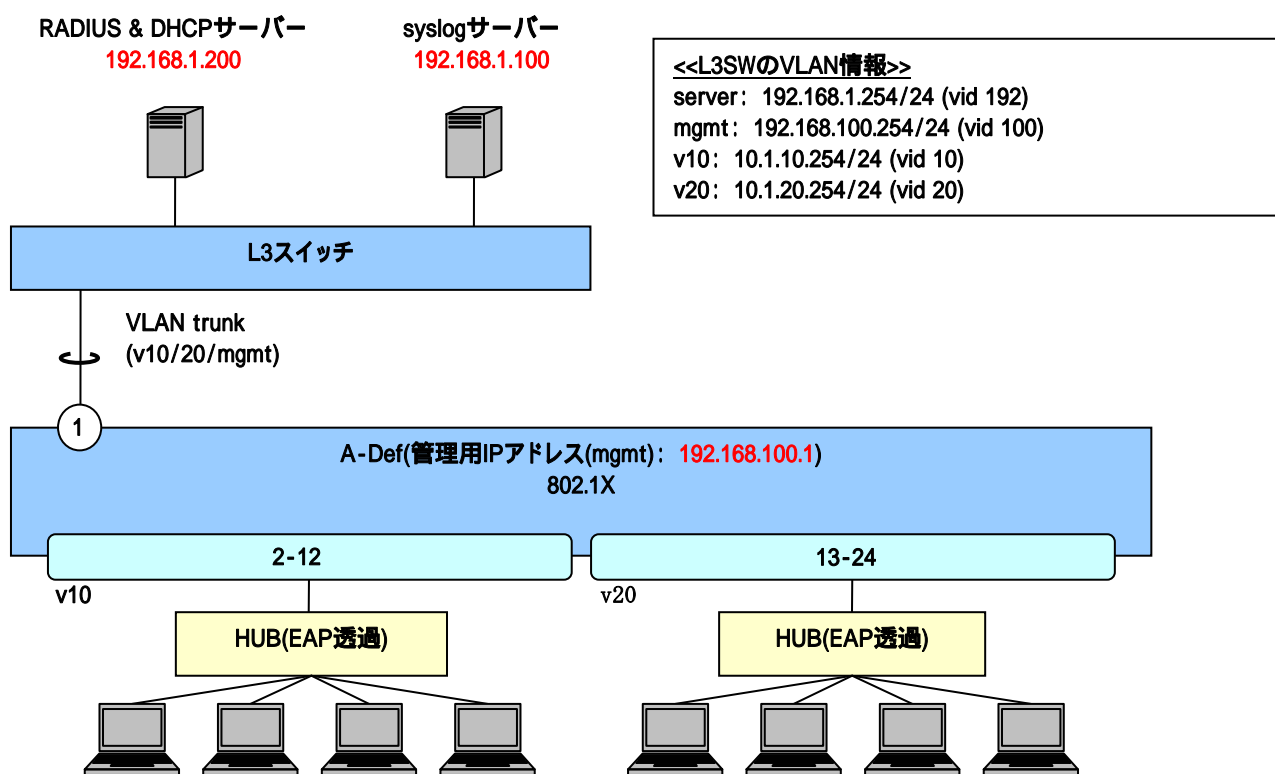 RADIUS & DHCPサーバー
192.168.1.200
syslogサーバー
192.168.1.100
<<L3SWのVLAN情報>>
server: 192.168.1.254/24 (vid 192)
mgmt: 192.168.100.254/24 (vid 100)
v10: 10.1.10.254/24 (vid 10)
v20: 10.1.20.254/24 (vid 20)
L3スイッチ
VLAN trunk
(v10/20/mgmt)
1
A-Def(管理用IPアドレス(mgmt): 192.168.100.1)
802.1X
2-12
13-24
v10
v20
HUB(EAP透過)
HUB(EAP透過)